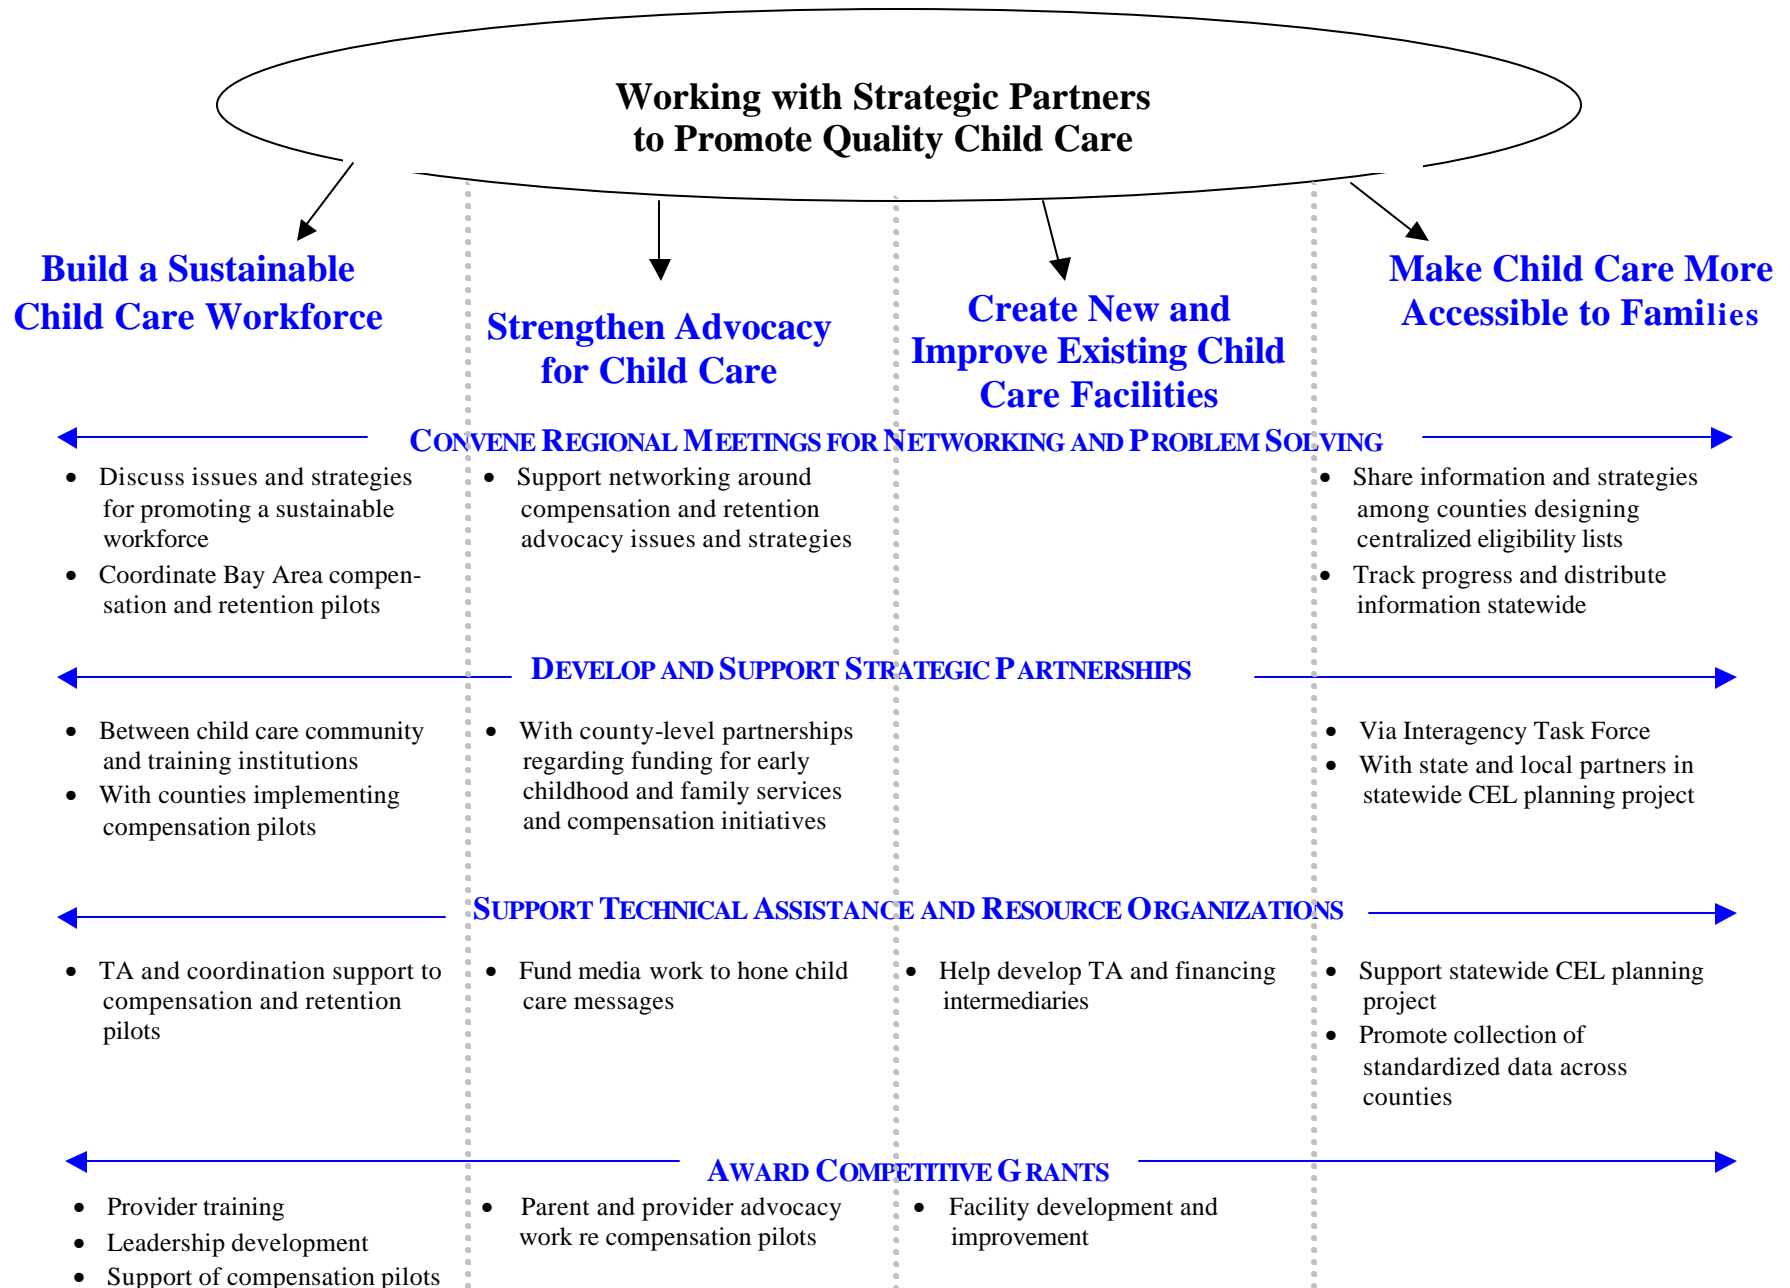 Working with Strategic Partners
to Promote Quality Child Care
Build a Sustainable
Child Care Workforce
Strengthen Advocacy
for Child Care
Create New and
Improve Existing Child
Care Facilities
Make Child Care More
Accessible to Families
CONVENE REGIONAL MEETINGS FOR NETWORKING AND PROBLEM SOLVING
• Discuss issues and strategies
for promoting a sustainable
workforce
• Coordinate Bay Area compen-
sation and retention pilots
• Support networking around
compensation and retention
advocacy issues and strategies
• Share information and strategies
among counties designing
centralized eligibility lists
• Track progress and distribute
information statewide
DEVELOP AND SUPPORT STRATEGIC PARTNERSHIPS
• Between child care community
and training institutions
• With counties implementing
compensation pilots
• With county-level partnerships
regarding funding for early
childhood and family services
and compensation initiatives
• Via Interagency Task Force
• With state and local partners in
statewide CEL planning project
SUPPORT TECHNICAL ASSISTANCE AND RESOURCE ORGANIZATIONS
• TA and coordination support to
compensation and retention
pilots
• Fund media work to hone child
care messages
• Help develop TA and financing
intermediaries
• Support statewide CEL planning
project
• Promote collection of
standardized data across
counties
AWARD COMPETITIVE GRANTS
• Provider training
• Leadership development
• Support of compensation pilots
• Parent and provider advocacy
work re compensation pilots
• Facility development and
improvement